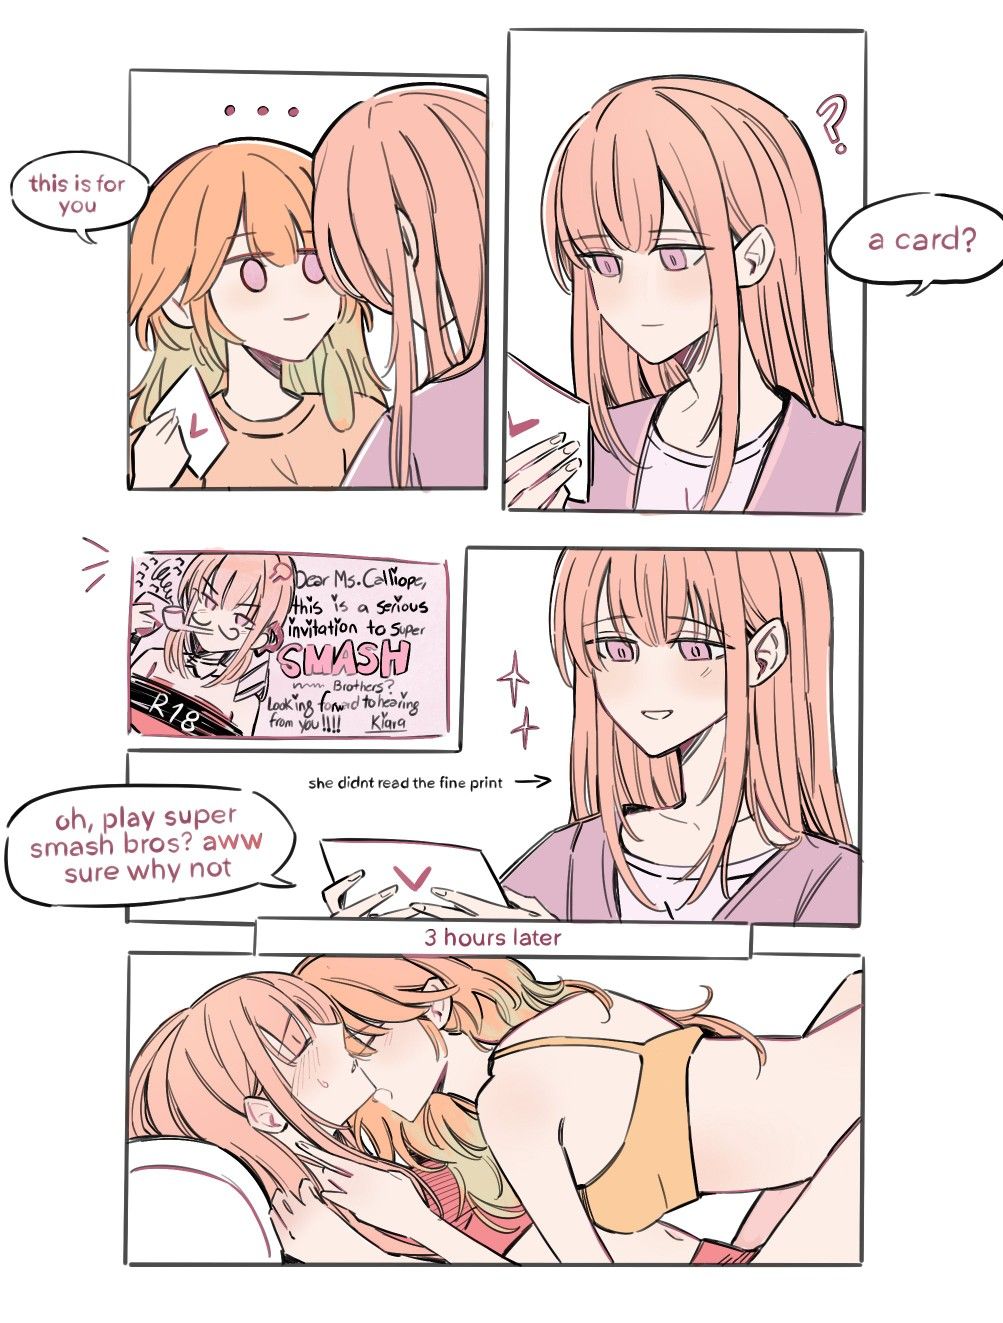 this is for
you
?
a card?
Dear Ms. Calliope,
this is a serious
invitation to super
SMASH
Brothers?
Looking forward to hearing
from you!!!!
Kiara
R18
she didnt read the fine print →
oh, play super
smash bros? aww
sure why not
3 hours later